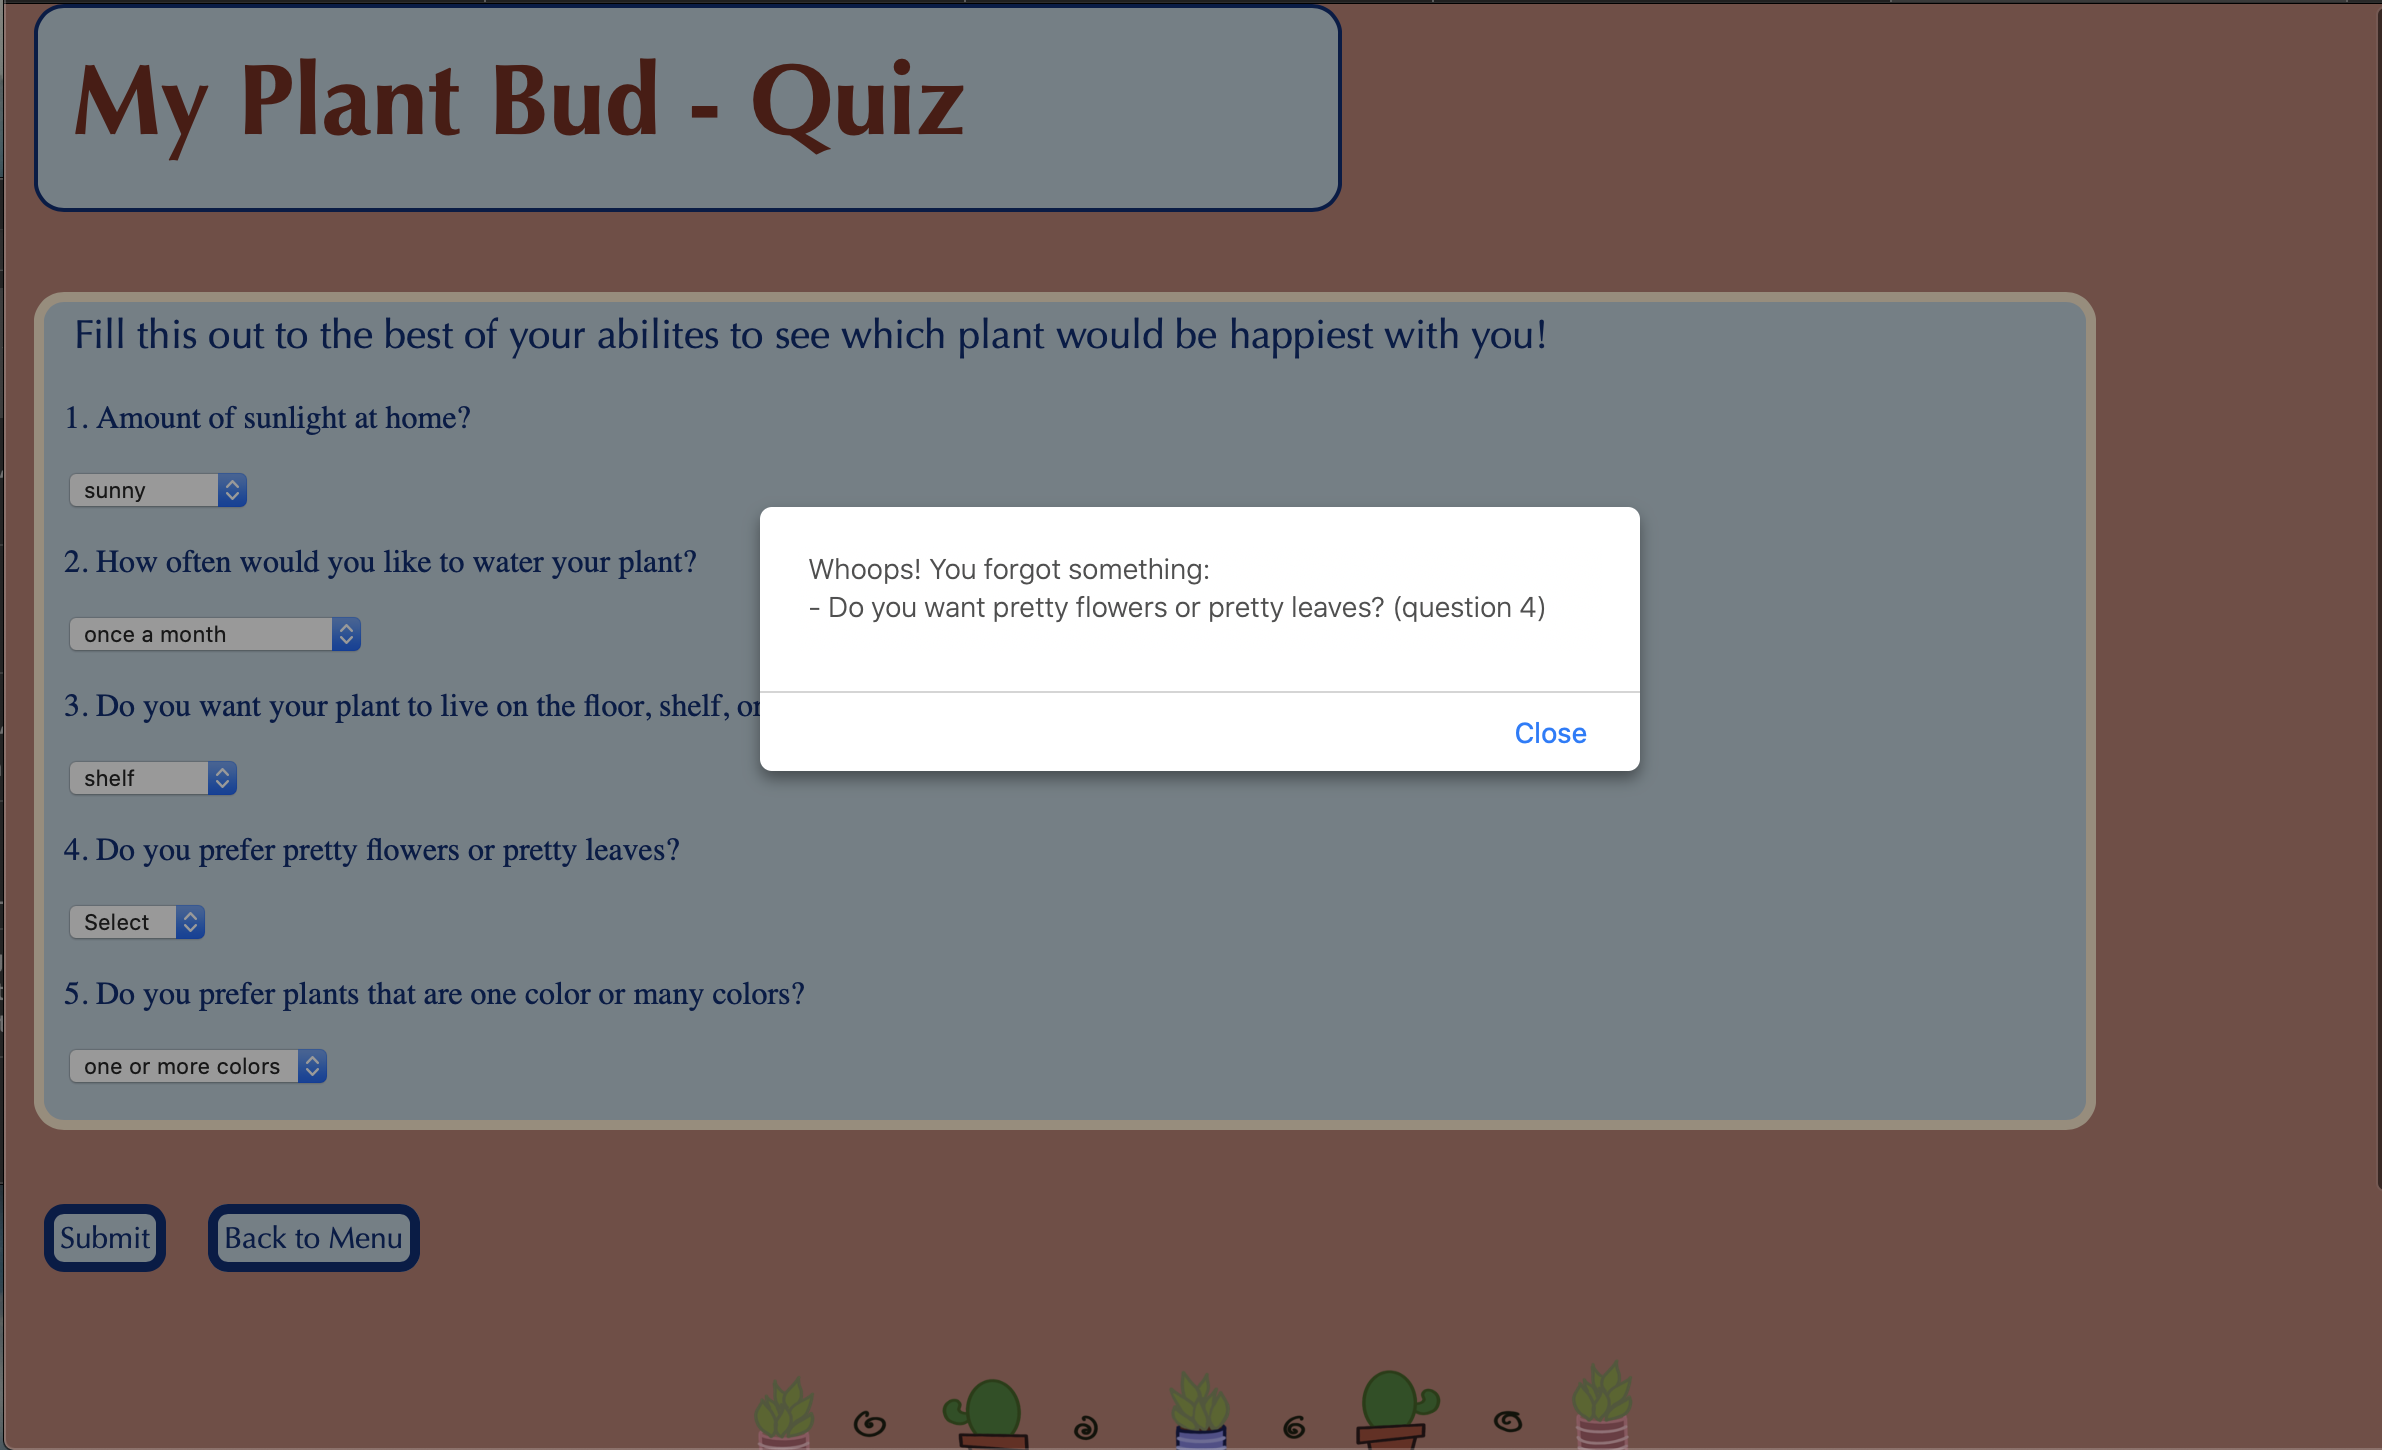 My Plant Bud - Quiz
Fill this out to the best of your abilites to see which plant would be happiest with you!
1. Amount of sunlight at home?
sunny
2. How often would you like to water your plant?
once a month
3. Do you want your plant to live on the floor, shelf, or
shelf
4. Do you prefer pretty flowers or pretty leaves?
Select
5. Do you prefer plants that are one color or many colors?
one or more colors
Whoops! You forgot something:
- Do you want pretty flowers or pretty leaves? (question 4)
Close
Submit
Back to Menu